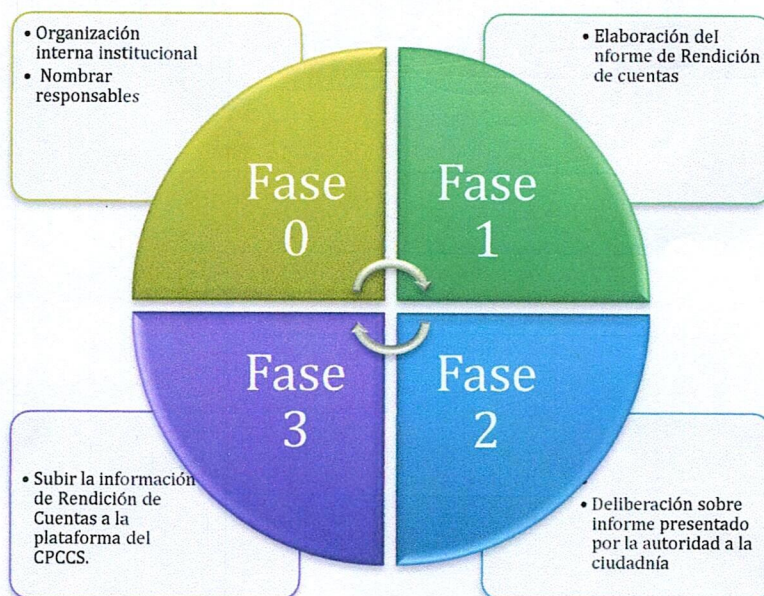 • Organización
interna institucional
• Nombrar
responsables
• Elaboración del
nforme de Rendición
de cuentas
Fase
0
Fase
1
Fase
3
Fase
2
• Subir la información
de Rendición de
Cuentas a la
plataforma del
CPCCS.
•
• Deliberación sobre
informe presentado
por la autoridad a la
ciudadnía